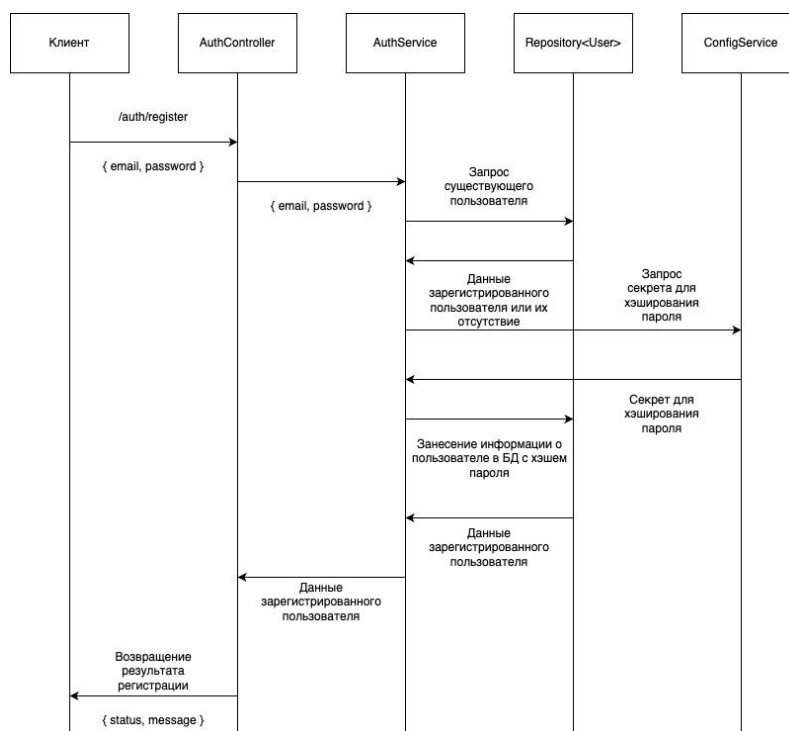 Клиент
AuthController
AuthService
Repository<User>
ConfigService
/auth/register
{ email, password }
{ email, password }
Запрос
существующего
пользователя
Данные
зарегистрированного
пользователя или их
отсутствие
Запрос
секрета для
хэширования
пароля
Секрет для
хэширования
пароля
Занесение информации о
пользователе в БД с хэшем
пароля
Данные
зарегистрированного
пользователя
Данные
зарегистрированного
пользователя
Возвращение
результата
регистрации
{ status, message }